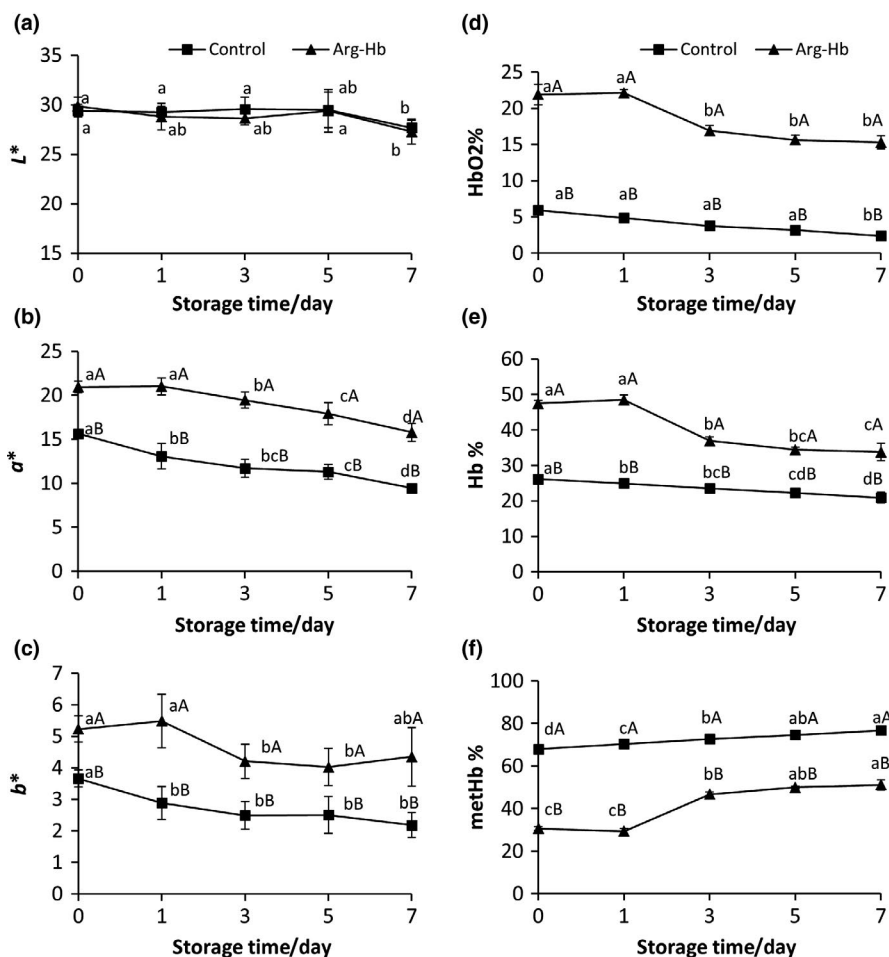 (a)
Control Arg-Hb
35
30
25
20
15
L*
a a a ab b
a ab ab a b
0 1 3 5 7
Storage time/day
(b)
25
20
15
10
5
0
a*
aA aA bA cA dA
aB bB bcB cB dB
0 1 3 5 7
Storage time/day
(c)
7
6
5
4
3
2
1
0
b*
aA aA bA bA abA
aB bB bB bB bB
0 1 3 5 7
Storage time/day
(d)
Control Arg-Hb
25
20
15
10
5
0
HbO2%
aA aA bA bA bA
aB aB aB aB bB
0 1 3 5 7
Storage time/day
(e)
60
50
40
30
20
10
0
Hb %
aA aA bA bcA cA
aB bB bcB cdB dB
0 1 3 5 7
Storage time/day
(f)
100
80
60
40
20
0
metHb %
dA cA bA abA aA
cB cB bB abB aB
0 1 3 5 7
Storage time/day